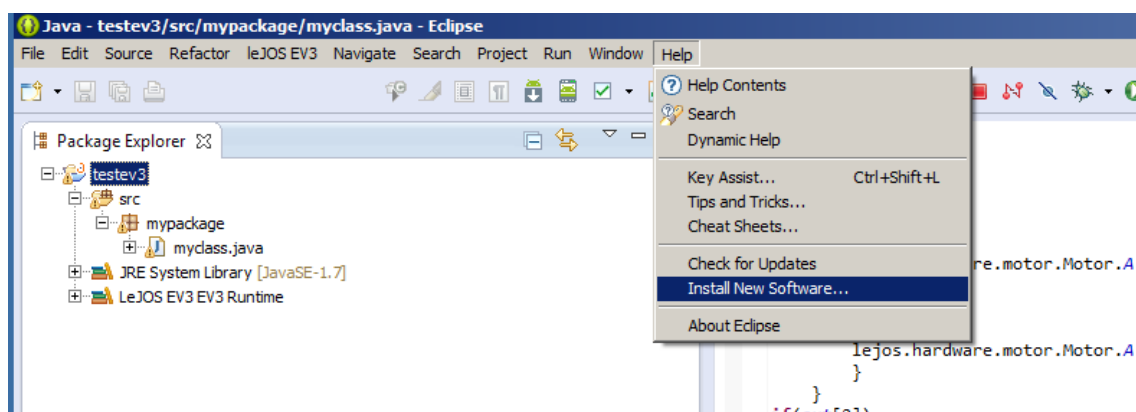 Java - testev3/src/mypackage/myclass.java - Eclipse
File Edit Source Refactor leJOS EV3 Navigate Search Project Run Window Help
Help Contents
Search
Dynamic Help
Key Assist... Ctrl+Shift+L
Tips and Tricks...
Cheat Sheets...
Check for Updates
Install New Software...
About Eclipse
Package Explorer
testev3
src
mypackage
myclass.java
JRE System Library [JavaSE-1.7]
LeJOS EV3 EV3 Runtime
re.motor.Motor.A
lejos.hardware.motor.Motor.A
}
}